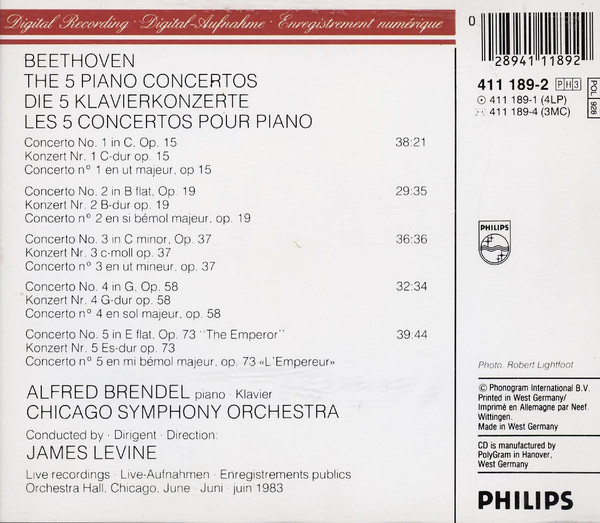 Digital Recording · Digital-Aufnahme · Enregistrement numérique
BEETHOVEN
THE 5 PIANO CONCERTOS
DIE 5 KLAVIERKONZERTE
LES 5 CONCERTOS POUR PIANO
Concerto No. 1 in C, Op. 15 38:21
Konzert Nr. 1 C-dur op. 15
Concerto nº 1 en ut majeur, op 15
Concerto No. 2 in B flat, Op. 19 29:35
Konzert Nr. 2 B-dur op. 19
Concerto nº 2 en si bémol majeur, op. 19
Concerto No. 3 in C minor, Op. 37 36:36
Konzert Nr. 3 c-moll op. 37
Concerto nº 3 en ut mineur, op. 37
Concerto No. 4 in G, Op. 58 32:34
Konzert Nr. 4 G-dur op. 58
Concerto nº 4 en sol majeur, op. 58
Concerto No. 5 in E flat, Op. 73 "The Emperor" 39:44
Konzert Nr. 5 Es-dur op. 73
Concerto nº 5 en mi bémol majeur, op. 73 «L'Empereur»
ALFRED BRENDEL piano · Klavier
CHICAGO SYMPHONY ORCHESTRA
Conducted by · Dirigent · Direction:
JAMES LEVINE
Live recordings · Live-Aufnahmen · Enregistrements publics
Orchestra Hall, Chicago, June · Juni · juin 1983
0
28941 11892
411 189-2 PH3
POL 928
411 189-1 (4LP)
411 189-4 (3MC)
PHILIPS
Photo: Robert Lightfoot
© Phonogram International B.V.
Printed in West Germany/
Imprimé en Allemagne par Neef.
Wittingen.
Made in West Germany
CD is manufactured by
PolyGram in Hanover,
West Germany
PHILIPS